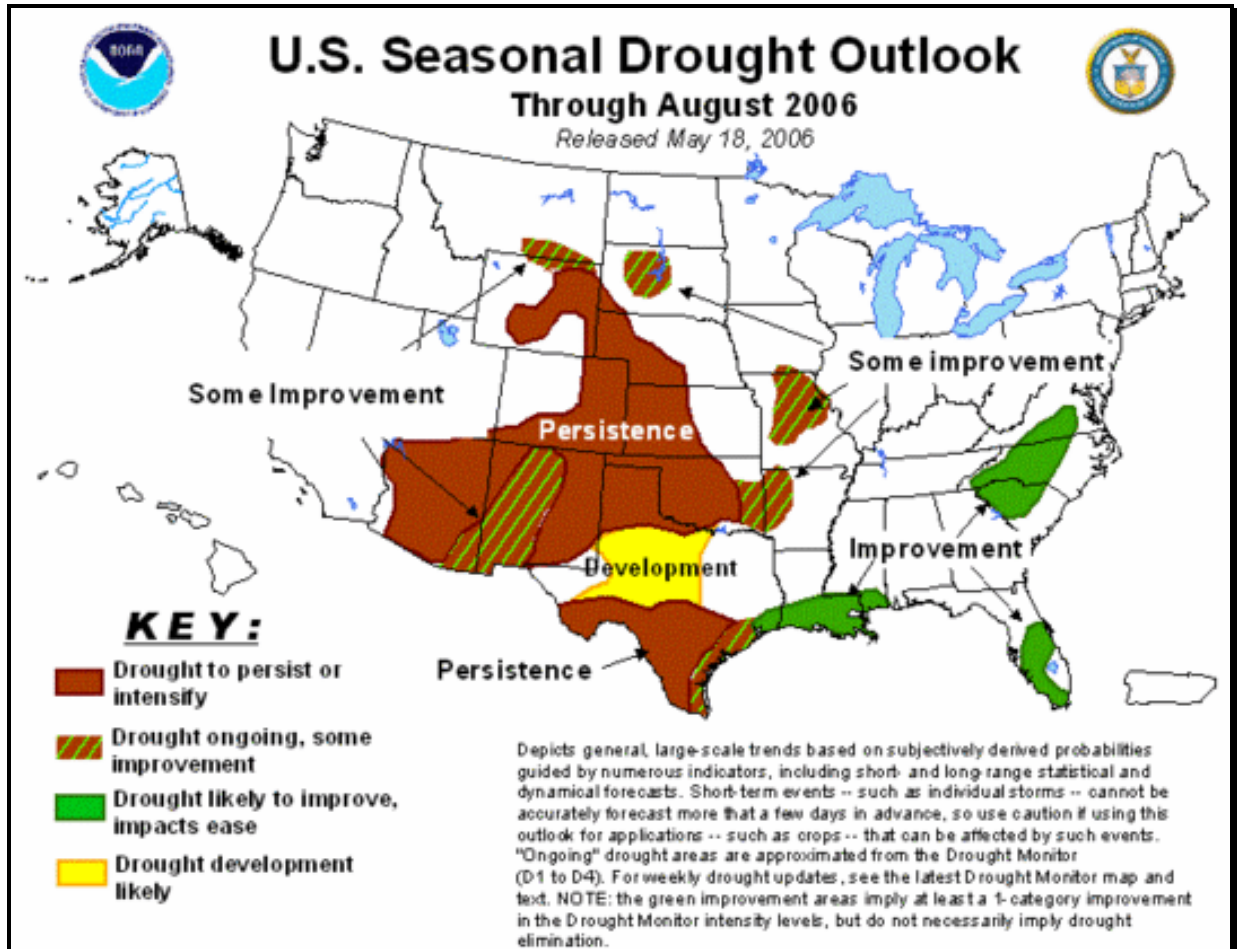 NOAA
U.S. Seasonal Drought Outlook
Through August 2006
Released May 18, 2006
Some Improvement
Some improvement
Persistence
Improvement
Development
Persistence
KEY:
Drought to persist or
intensify
Drought ongoing, some
improvement
Drought likely to improve,
impacts ease
Drought development
likely
Depicts general, large-scale trends based on subjectively derived probabilities
guided by numerous indicators, including short- and long-range statistical and
dynamical forecasts. Short-term events -- such as individual storms -- cannot be
accurately forecast more that a few days in advance, so use caution if using this
outlook for applications -- such as crops -- that can be affected by such events.
"Ongoing" drought areas are approximated from the Drought Monitor
(D1 to D4). For weekly drought updates, see the latest Drought Monitor map and
text. NOTE: the green improvement areas imply at least a 1-category improvement
in the Drought Monitor intensity levels, but do not necessarily imply drought
elimination.